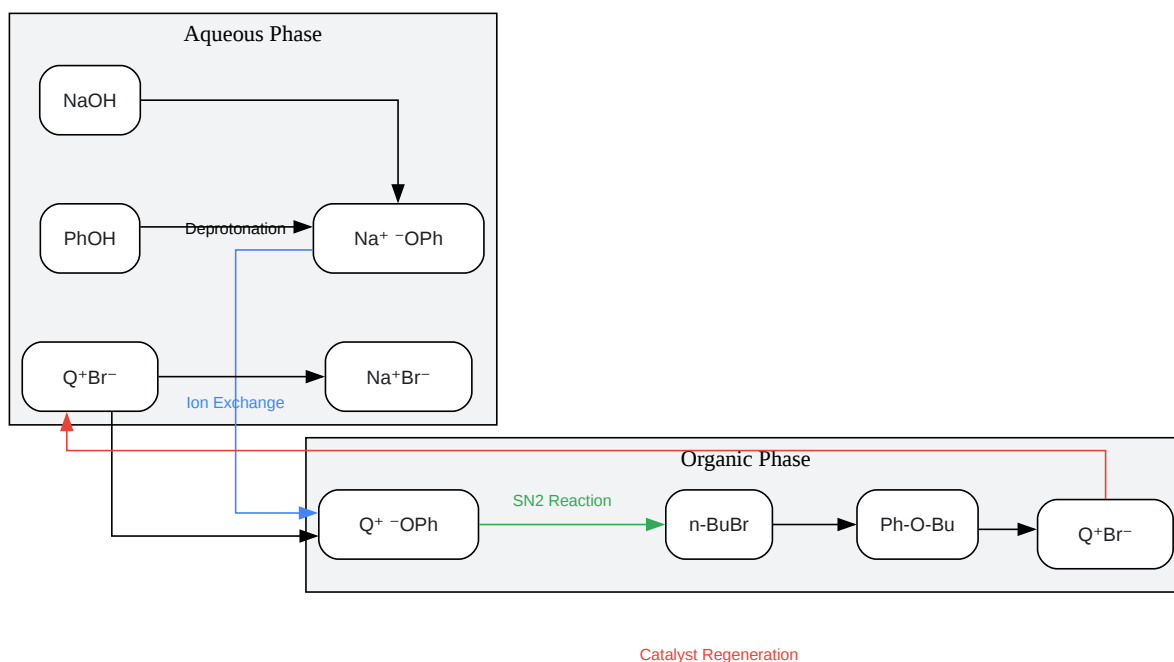 Aqueous Phase
NaOH
PhOH
Deprotonation
Na⁺ ⁻OPh
Q⁺Br⁻
Na⁺Br⁻
Ion Exchange
Organic Phase
Q⁺ ⁻OPh
SN2 Reaction
n-BuBr
Ph-O-Bu
Q⁺Br⁻
Catalyst Regeneration